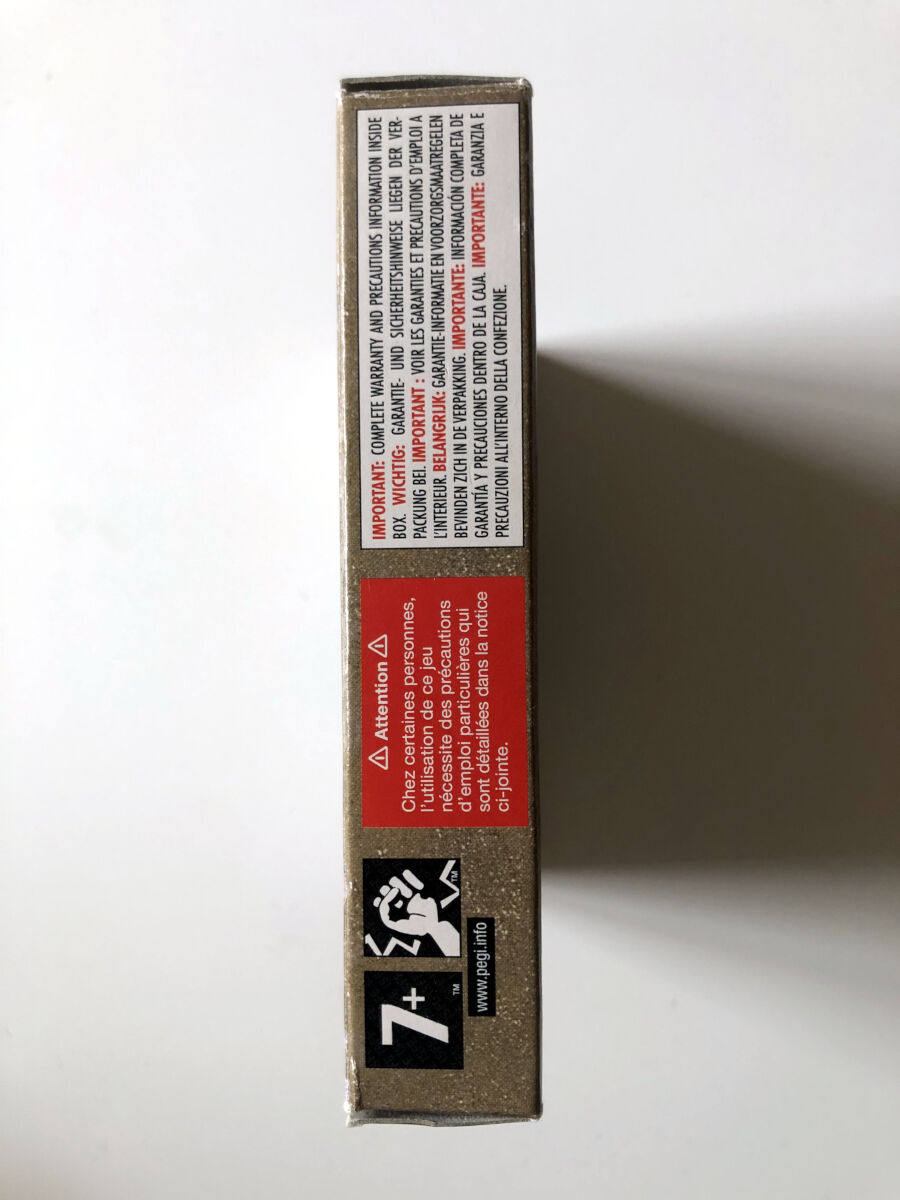 7+
™
™
www.pegi.info
⚠ Attention ⚠
Chez certaines personnes,
l'utilisation de ce jeu
nécessite des précautions
d'emploi particulières qui
sont détaillées dans la notice
ci-jointe.
IMPORTANT: COMPLETE WARRANTY AND PRECAUTIONS INFORMATION INSIDE
BOX. WICHTIG: GARANTIE- UND SICHERHEITSHINWEISE LIEGEN DER VER-
PACKUNG BEI. IMPORTANT : VOIR LES GARANTIES ET PRECAUTIONS D'EMPLOI A
L'INTERIEUR. BELANGRIJK: GARANTIE-INFORMATIE EN VOORZORGSMAATREGELEN
BEVINDEN ZICH IN DE VERPAKKING. IMPORTANTE: INFORMACIÓN COMPLETA DE
GARANTÍA Y PRECAUCIONES DENTRO DE LA CAJA. IMPORTANTE: GARANZIA E
PRECAUZIONI ALL'INTERNO DELLA CONFEZIONE.